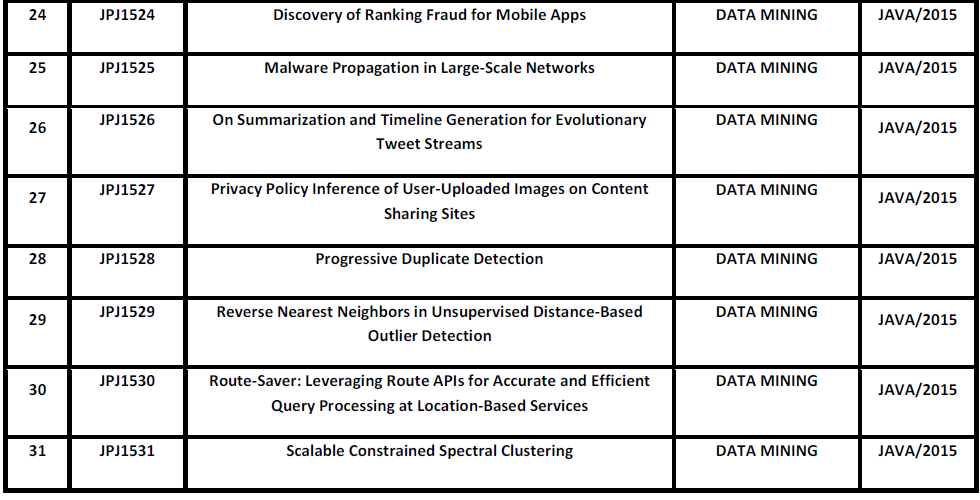 24 JPJ1524 Discovery of Ranking Fraud for Mobile Apps DATA MINING JAVA/2015
25 JPJ1525 Malware Propagation in Large-Scale Networks DATA MINING JAVA/2015
26 JPJ1526 On Summarization and Timeline Generation for Evolutionary DATA MINING JAVA/2015
Tweet Streams
27 JPJ1527 Privacy Policy Inference of User-Uploaded Images on Content DATA MINING JAVA/2015
Sharing Sites
28 JPJ1528 Progressive Duplicate Detection DATA MINING JAVA/2015
29 JPJ1529 Reverse Nearest Neighbors in Unsupervised Distance-Based DATA MINING JAVA/2015
Outlier Detection
30 JPJ1530 Route-Saver: Leveraging Route APIs for Accurate and Efficient DATA MINING JAVA/2015
Query Processing at Location-Based Services
31 JPJ1531 Scalable Constrained Spectral Clustering DATA MINING JAVA/2015